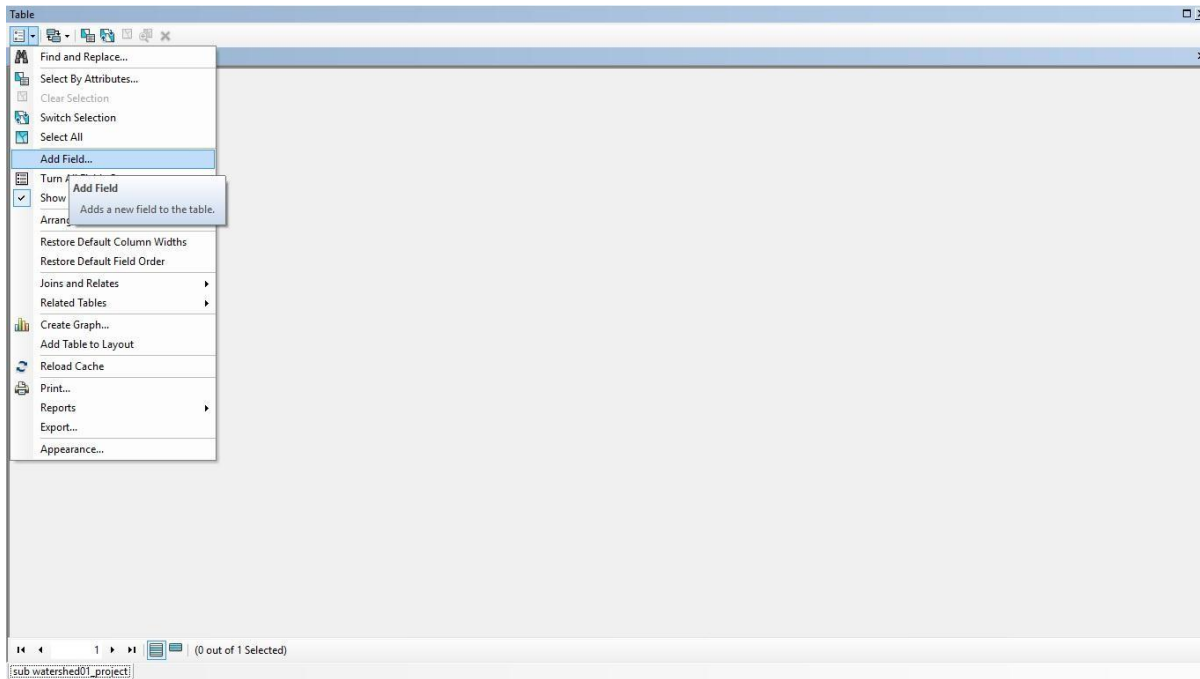 Table
Find and Replace...
Select By Attributes...
Clear Selection
Switch Selection
Select All
Add Field...
Turn
Add Field
Show
Adds a new field to the table.
Restore Default Column Widths
Restore Default Field Order
Joins and Relates
Related Tables
Create Graph...
Add Table to Layout
Reload Cache
Print...
Reports
Export...
Appearance...
1
(0 out of 1 Selected)
sub watershed01_project